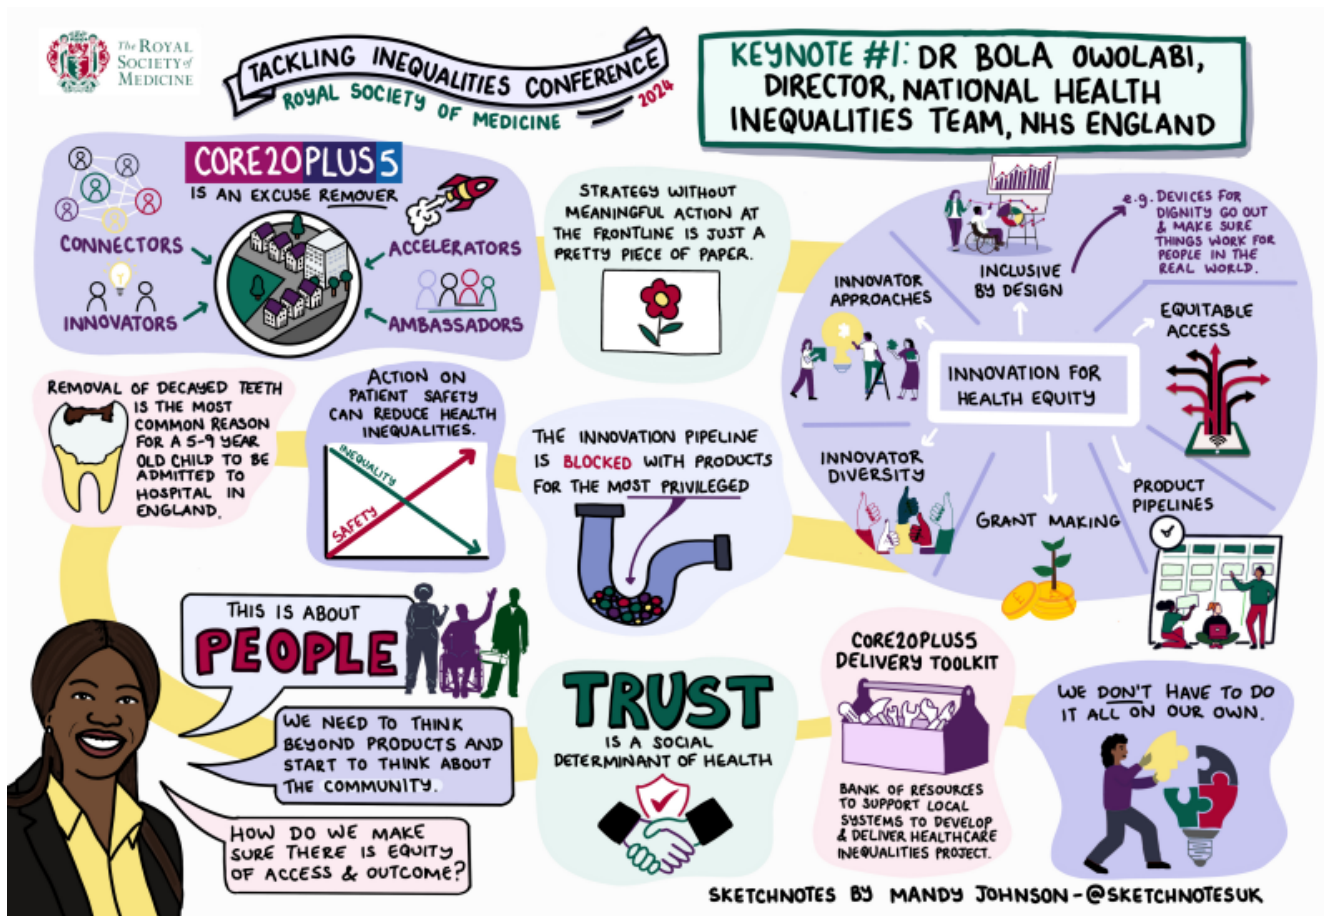 The ROYAL
SOCIETY of
MEDICINE
TACKLING INEQUALITIES CONFERENCE
ROYAL SOCIETY OF MEDICINE
2024
KEYNOTE #1: DR BOLA OWOLABI,
DIRECTOR, NATIONAL HEALTH
INEQUALITIES TEAM, NHS ENGLAND
CORE20PLUS5
IS AN EXCUSE REMOVER
CONNECTORS
ACCELERATORS
INNOVATORS
AMBASSADORS
STRATEGY WITHOUT
MEANINGFUL ACTION AT
THE FRONTLINE IS JUST A
PRETTY PIECE OF PAPER.
INNOVATION FOR
HEALTH EQUITY
INCLUSIVE
BY DESIGN
e.g. DEVICES FOR
DIGNITY GO OUT
& MAKE SURE
THINGS WORK FOR
PEOPLE IN THE
REAL WORLD.
INNOVATOR
APPROACHES
EQUITABLE
ACCESS
INNOVATOR
DIVERSITY
GRANT MAKING
PRODUCT
PIPELINES
REMOVAL OF DECAYED TEETH
IS THE MOST
COMMON REASON
FOR A 5-9 YEAR
OLD CHILD TO BE
ADMITTED TO
HOSPITAL IN
ENGLAND.
ACTION ON
PATIENT SAFETY
CAN REDUCE HEALTH
INEQUALITIES.
INEQUALITY
SAFETY
THE INNOVATION PIPELINE
IS BLOCKED WITH PRODUCTS
FOR THE MOST PRIVILEGED
THIS IS ABOUT
PEOPLE
WE NEED TO THINK
BEYOND PRODUCTS AND
START TO THINK ABOUT
THE COMMUNITY.
HOW DO WE MAKE
SURE THERE IS EQUITY
OF ACCESS & OUTCOME?
TRUST
IS A SOCIAL
DETERMINANT OF HEALTH
CORE20PLUS5
DELIVERY TOOLKIT
BANK OF RESOURCES
TO SUPPORT LOCAL
SYSTEMS TO DEVELOP
& DELIVER HEALTHCARE
INEQUALITIES PROJECT.
WE DON'T HAVE TO DO
IT ALL ON OUR OWN.
SKETCHNOTES BY MANDY JOHNSON - @SKETCHNOTESUK